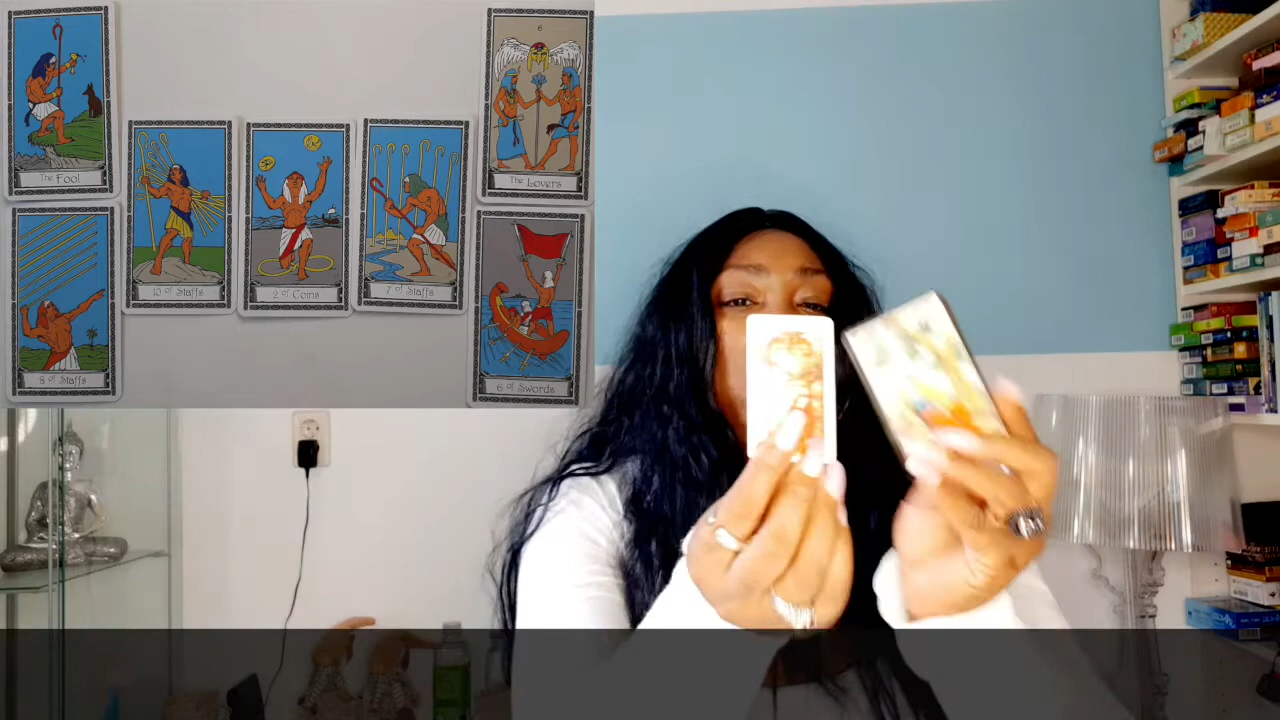 The Fool
8 of Staffs
10 of Staffs
2 of Coins
7 of Staffs
6
The Lovers
6 of Swords